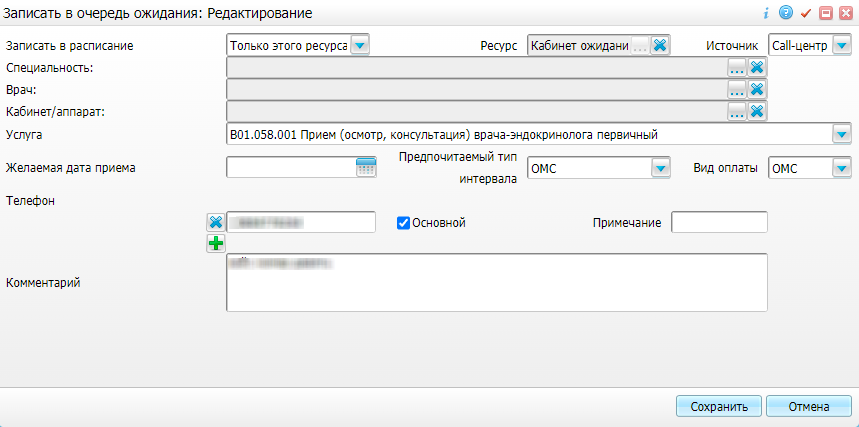 Записать в очередь ожидания: Редактирование
Записать в расписание Только этого ресурса Ресурс Кабинет ожидани ... Источник Call-центр
Специальность: ...
Врач: ...
Кабинет/аппарат: ...
Услуга B01.058.001 Прием (осмотр, консультация) врача-эндокринолога первичный
Желаемая дата приема Предпочитаемый тип интервала ОМС Вид оплаты ОМС
Телефон
Основной Примечание
Комментарий
Сохранить Отмена